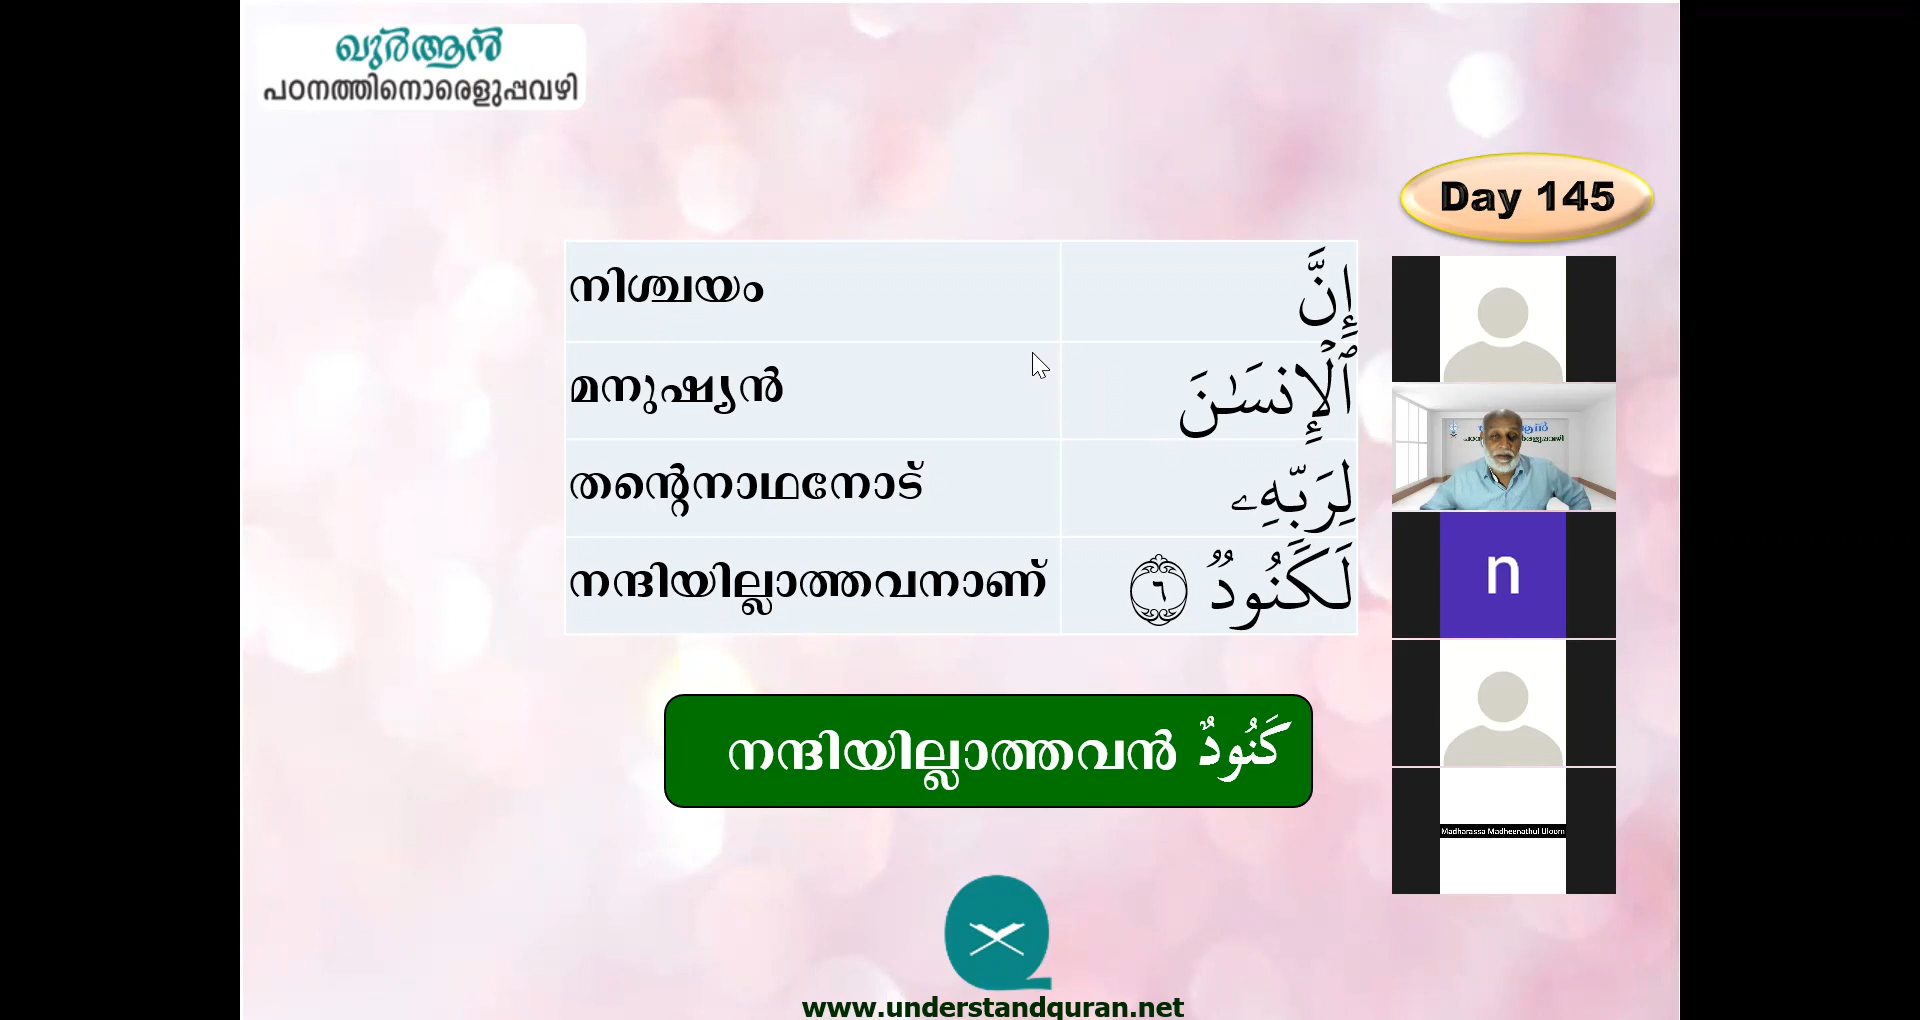 ഖുർആൻ
പഠനത്തിനൊരെളുപ്പവഴി
Day 145
നിശ്ചയം إِنَّ
മനുഷ്യൻ ٱلْإِنسَـٰنَ
തന്റെനാഥനോട് لِرَبِّهِۦ
നന്ദിയില്ലാത്തവനാണ് لَكَنُودٌ ٦
നന്ദിയില്ലാത്തവൻ كَنُودٌ
n
Madharassa Madheenathul Uloom
www.understandquran.net